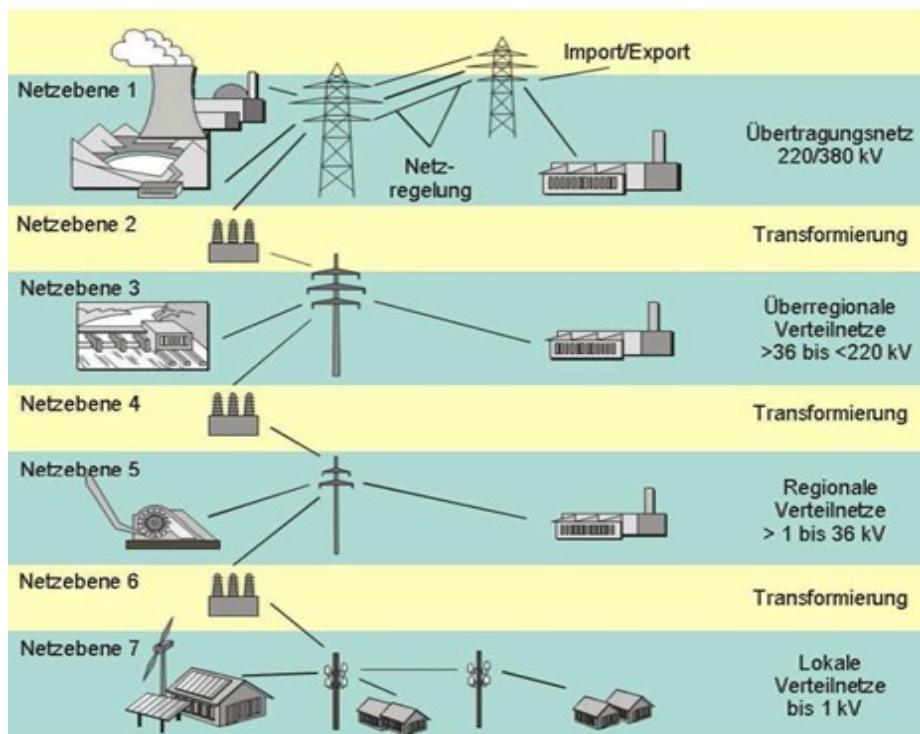 Import/Export
Netzebene 1
Übertragungsnetz
220/380 kV
Netz-
regelung
Netzebene 2
Transformierung
Netzebene 3
Überregionale
Verteilnetze
>36 bis <220 kV
Netzebene 4
Transformierung
Netzebene 5
Regionale
Verteilnetze
> 1 bis 36 kV
Netzebene 6
Transformierung
Netzebene 7
Lokale
Verteilnetze
bis 1 kV